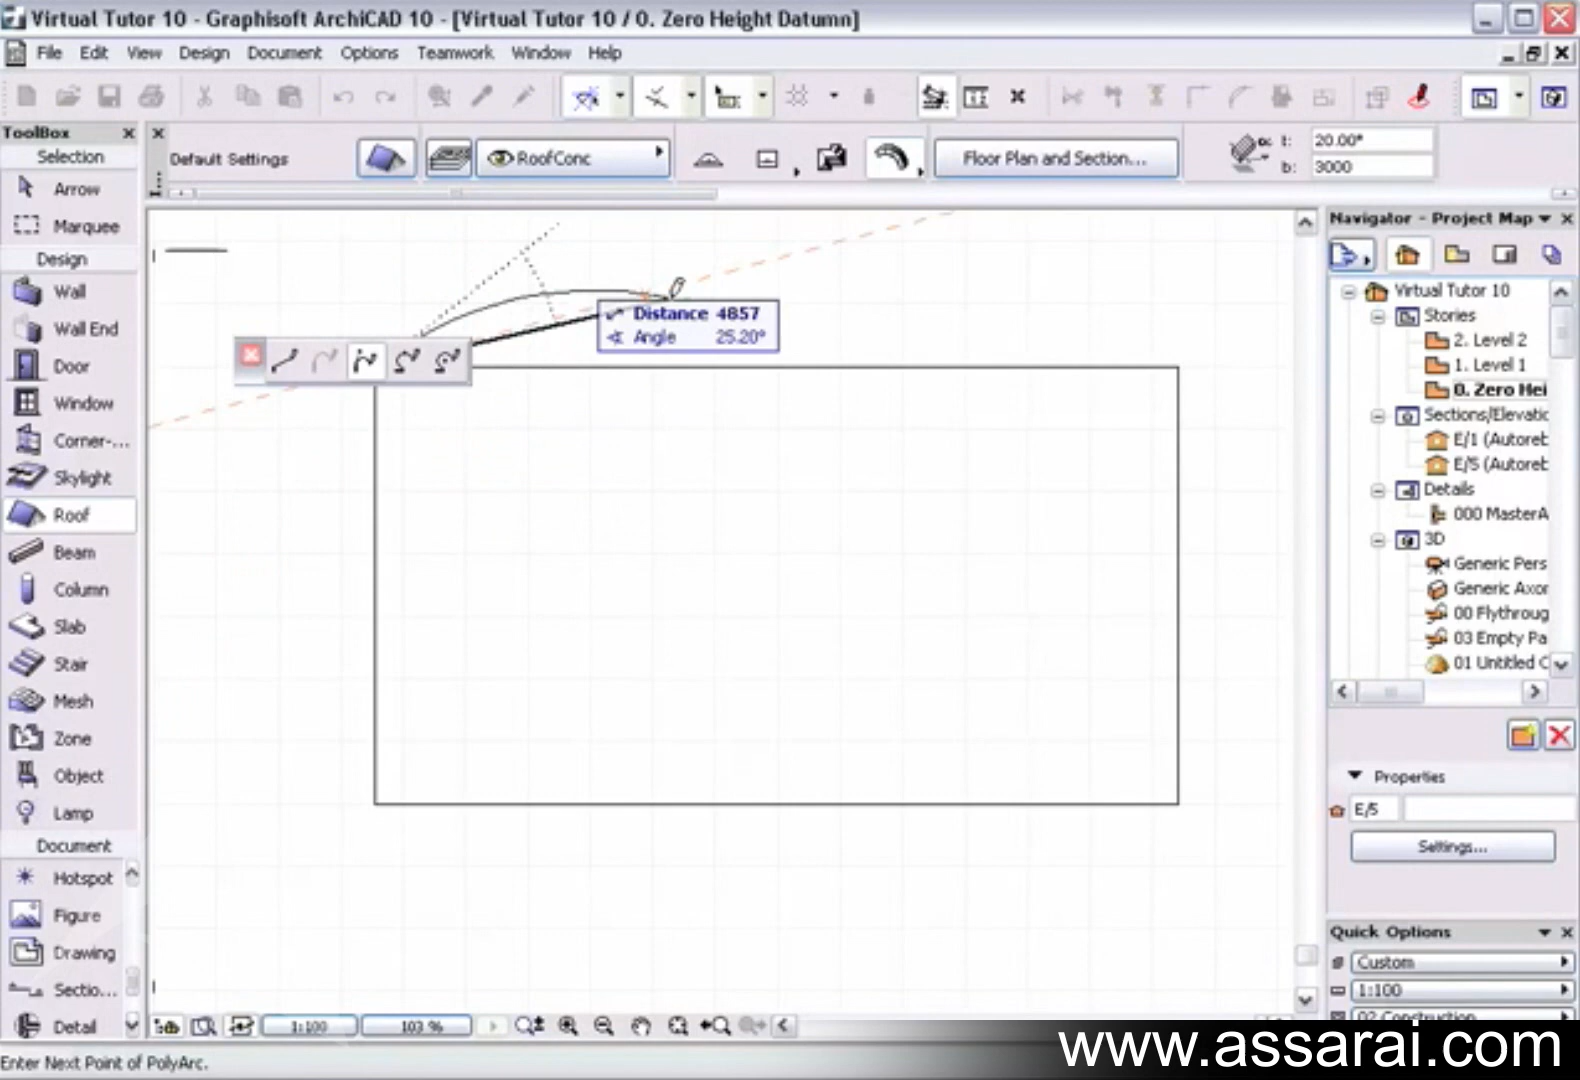 Virtual Tutor 10 - Graphisoft ArchiCAD 10 - [Virtual Tutor 10 / 0. Zero Height Datumn]
File Edit View Design Document Options Teamwork Window Help
ToolBox
Selection
Arrow
Marquee
Design
Wall
Wall End
Door
Window
Corner-...
Skylight
Roof
Beam
Column
Slab
Stair
Mesh
Zone
Object
Lamp
Document
Hotspot
Figure
Drawing
Sectio...
Detail
Default Settings
RoofConc
Floor Plan and Section...
t: 20.00°
b: 3000
Distance 4857
Angle 25.20°
Navigator - Project Map
Virtual Tutor 10
Stories
2. Level 2
1. Level 1
0. Zero Hei
Sections/Elevatic
E/1 (Autoreb
E/5 (Autoreb
Details
000 MasterA
3D
Generic Pers
Generic Axor
00 Flythroug
03 Empty Pa
01 Untitled C
Properties
E/5
Settings...
Quick Options
Custom
1:100
02 Construction
1:100 103 %
Enter Next Point of PolyArc.
www.assarai.com